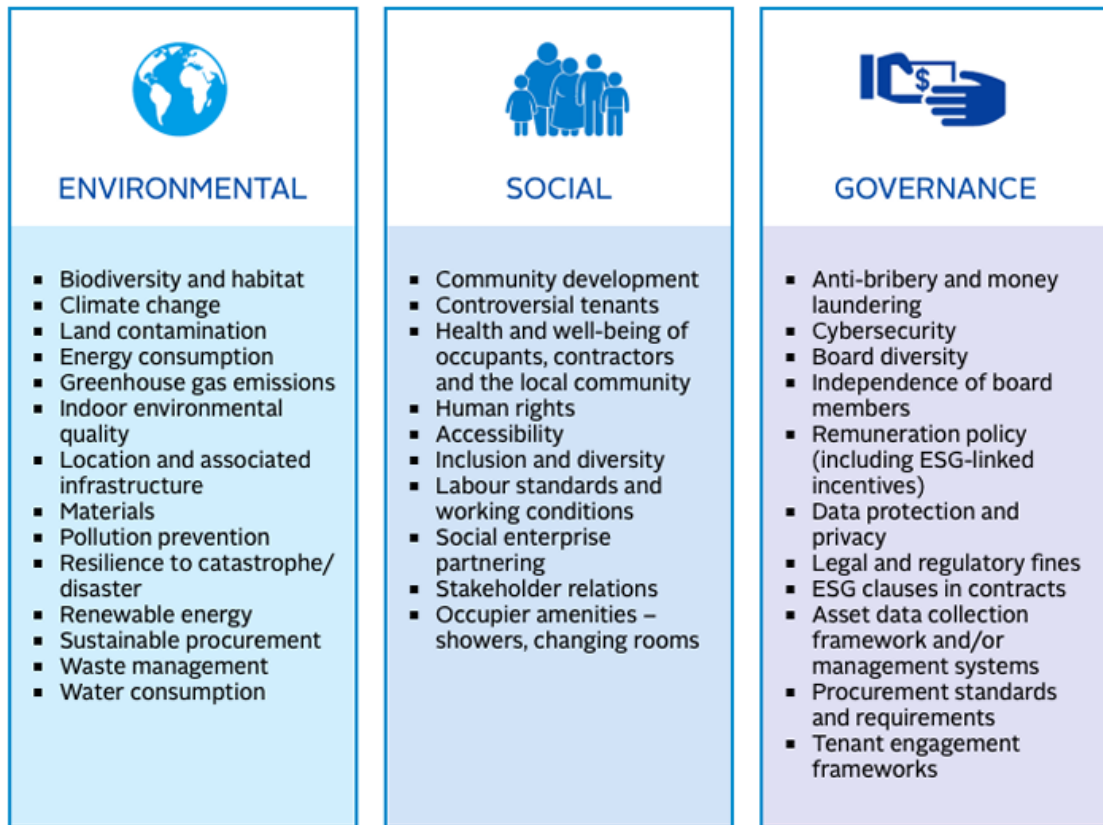 ENVIRONMENTAL
▪ Biodiversity and habitat
▪ Climate change
▪ Land contamination
▪ Energy consumption
▪ Greenhouse gas emissions
▪ Indoor environmental
quality
▪ Location and associated
infrastructure
▪ Materials
▪ Pollution prevention
▪ Resilience to catastrophe/
disaster
▪ Renewable energy
▪ Sustainable procurement
▪ Waste management
▪ Water consumption
SOCIAL
▪ Community development
▪ Controversial tenants
▪ Health and well-being of
occupants, contractors
and the local community
▪ Human rights
▪ Accessibility
▪ Inclusion and diversity
▪ Labour standards and
working conditions
▪ Social enterprise
partnering
▪ Stakeholder relations
▪ Occupier amenities –
showers, changing rooms
$
GOVERNANCE
▪ Anti-bribery and money
laundering
▪ Cybersecurity
▪ Board diversity
▪ Independence of board
members
▪ Remuneration policy
(including ESG-linked
incentives)
▪ Data protection and
privacy
▪ Legal and regulatory fines
▪ ESG clauses in contracts
▪ Asset data collection
framework and/or
management systems
▪ Procurement standards
and requirements
▪ Tenant engagement
frameworks